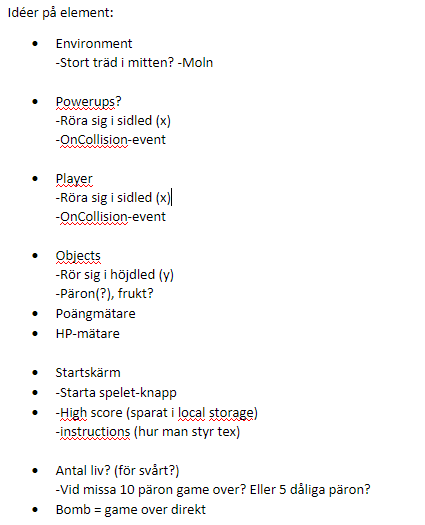 Idéer på element:
• Environment
-Stort träd i mitten? -Moln
• Powerups?
-Röra sig i sidled (x)
-OnCollision-event
• Player
-Röra sig i sidled (x)
-OnCollision-event
• Objects
-Rör sig i höjdled (y)
-Päron(?), frukt?
• Poängmätare
• HP-mätare
• Startskärm
• -Starta spelet-knapp
• -High score (sparat i local storage)
-instructions (hur man styr tex)
• Antal liv? (för svårt?)
-Vid missa 10 päron game over? Eller 5 dåliga päron?
• Bomb = game over direkt